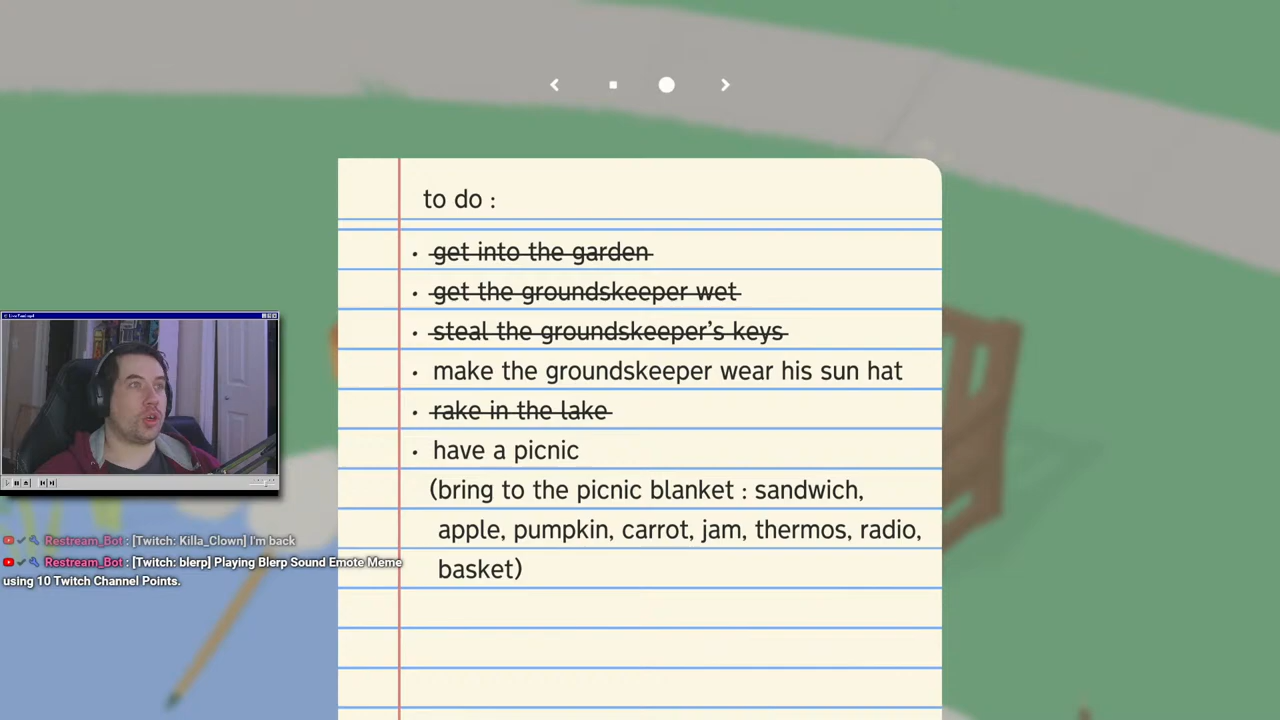 to do :
· get into the garden
· get the groundskeeper wet
· steal the groundskeeper's keys
· make the groundskeeper wear his sun hat
· rake in the lake
· have a picnic
(bring to the picnic blanket : sandwich,
apple, pumpkin, carrot, jam, thermos, radio,
basket)
Restream_Bot : [Twitch: Killa_Clown] I'm back
Restream_Bot : [Twitch: blerp] Playing Blerp Sound Emote Meme
using 10 Twitch Channel Points.